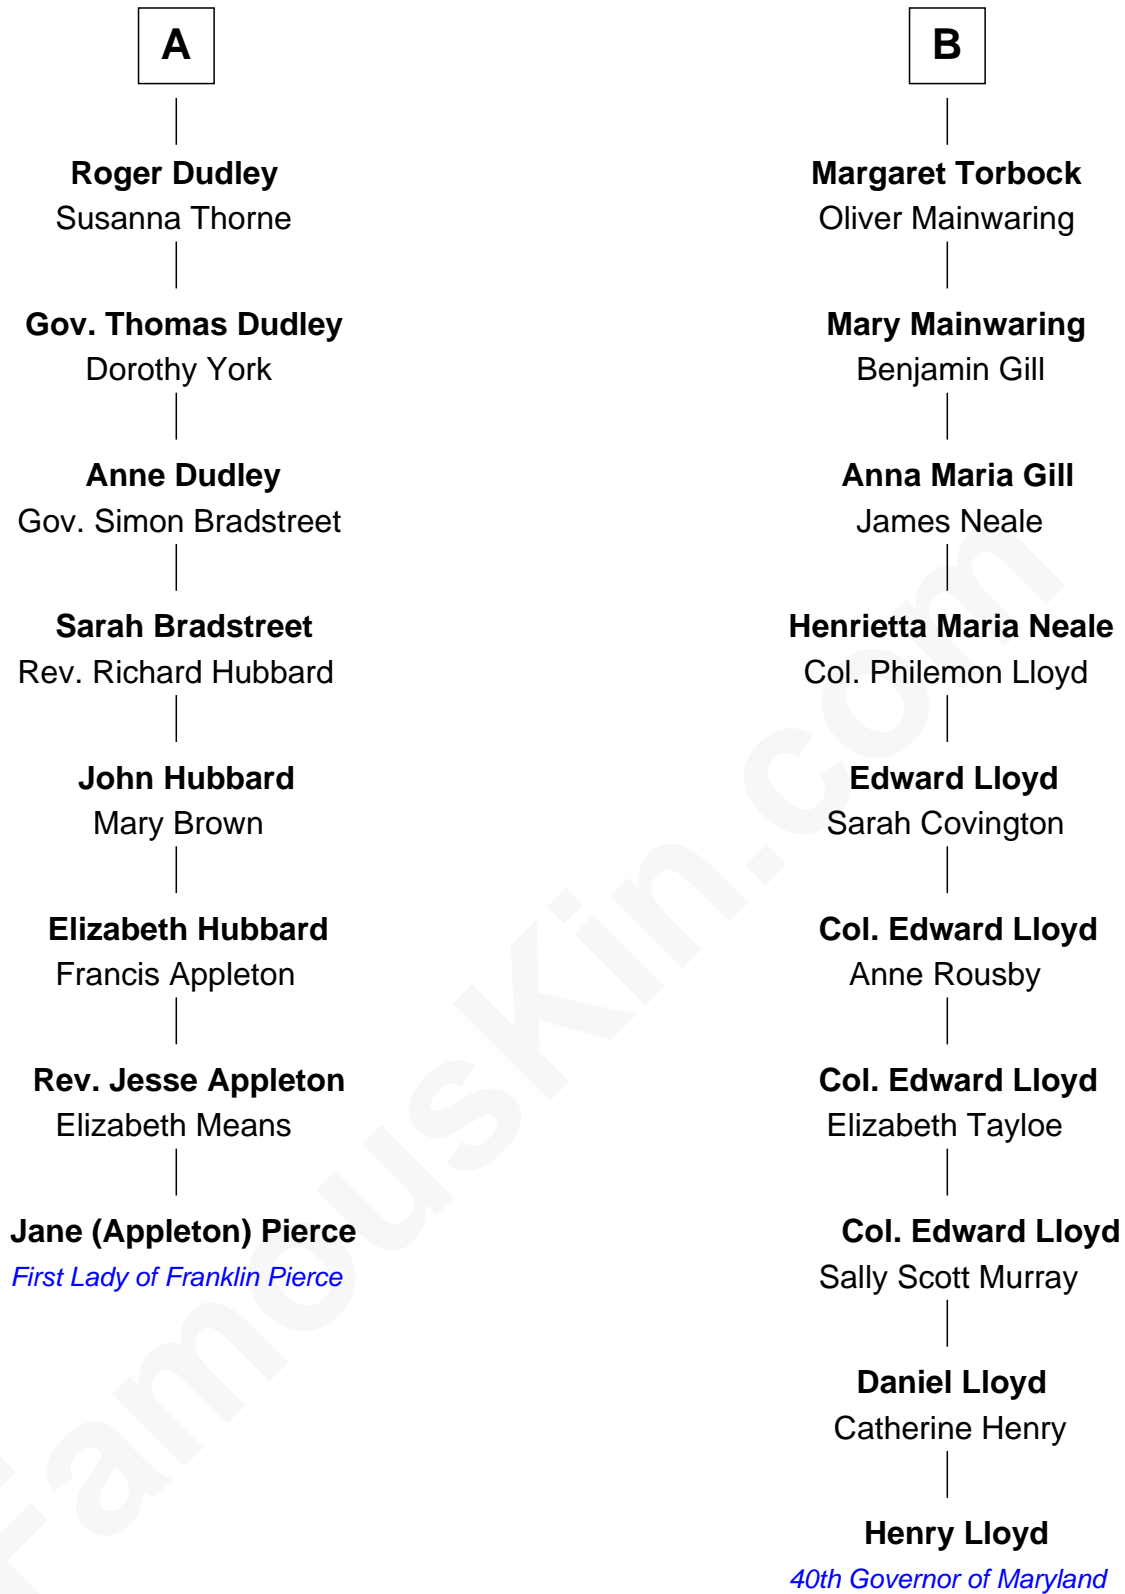 A
Roger Dudley
Susanna Thorne
Gov. Thomas Dudley
Dorothy York
Anne Dudley
Gov. Simon Bradstreet
Sarah Bradstreet
Rev. Richard Hubbard
John Hubbard
Mary Brown
Elizabeth Hubbard
Francis Appleton
Rev. Jesse Appleton
Elizabeth Means
Jane (Appleton) Pierce
First Lady of Franklin Pierce
B
Margaret Torbock
Oliver Mainwaring
Mary Mainwaring
Benjamin Gill
Anna Maria Gill
James Neale
Henrietta Maria Neale
Col. Philemon Lloyd
Edward Lloyd
Sarah Covington
Col. Edward Lloyd
Anne Rousby
Col. Edward Lloyd
Elizabeth Tayloe
Col. Edward Lloyd
Sally Scott Murray
Daniel Lloyd
Catherine Henry
Henry Lloyd
40th Governor of Maryland
FamousKin.com